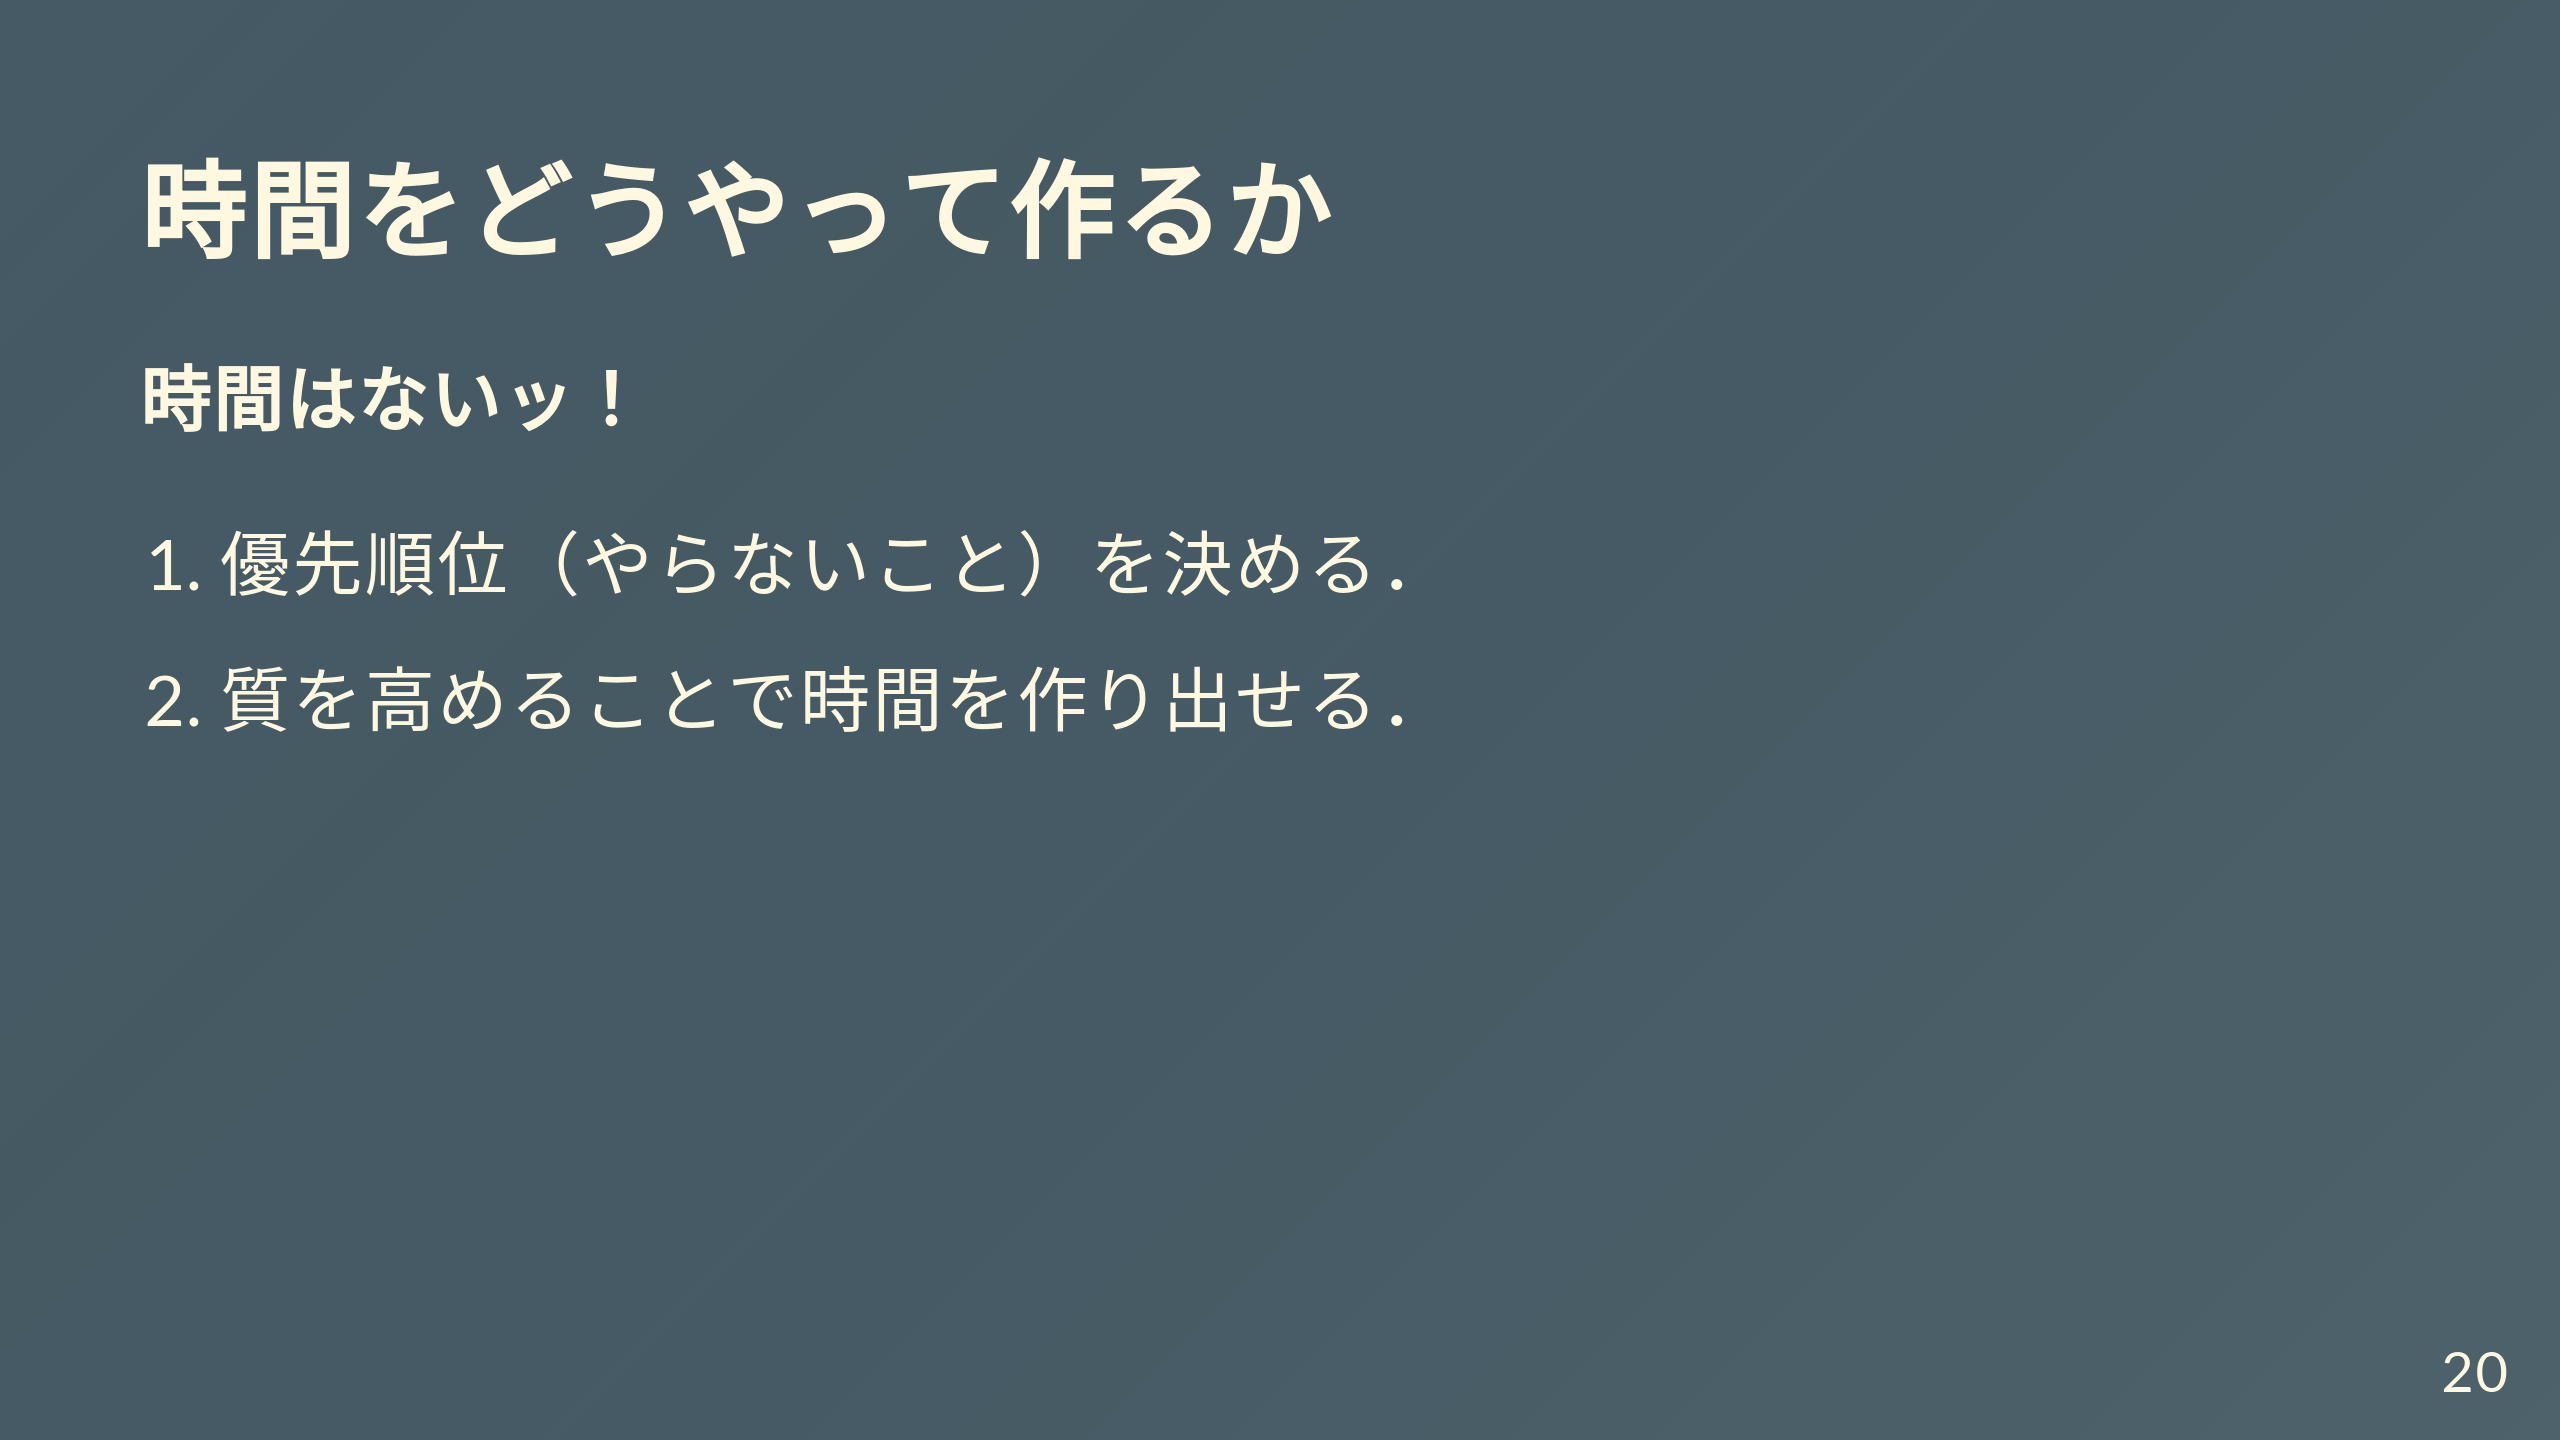 時間をどうやって作るか
時間はないッ！
1. 優先順位（やらないこと）を決める．
2. 質を高めることで時間を作り出せる．
20